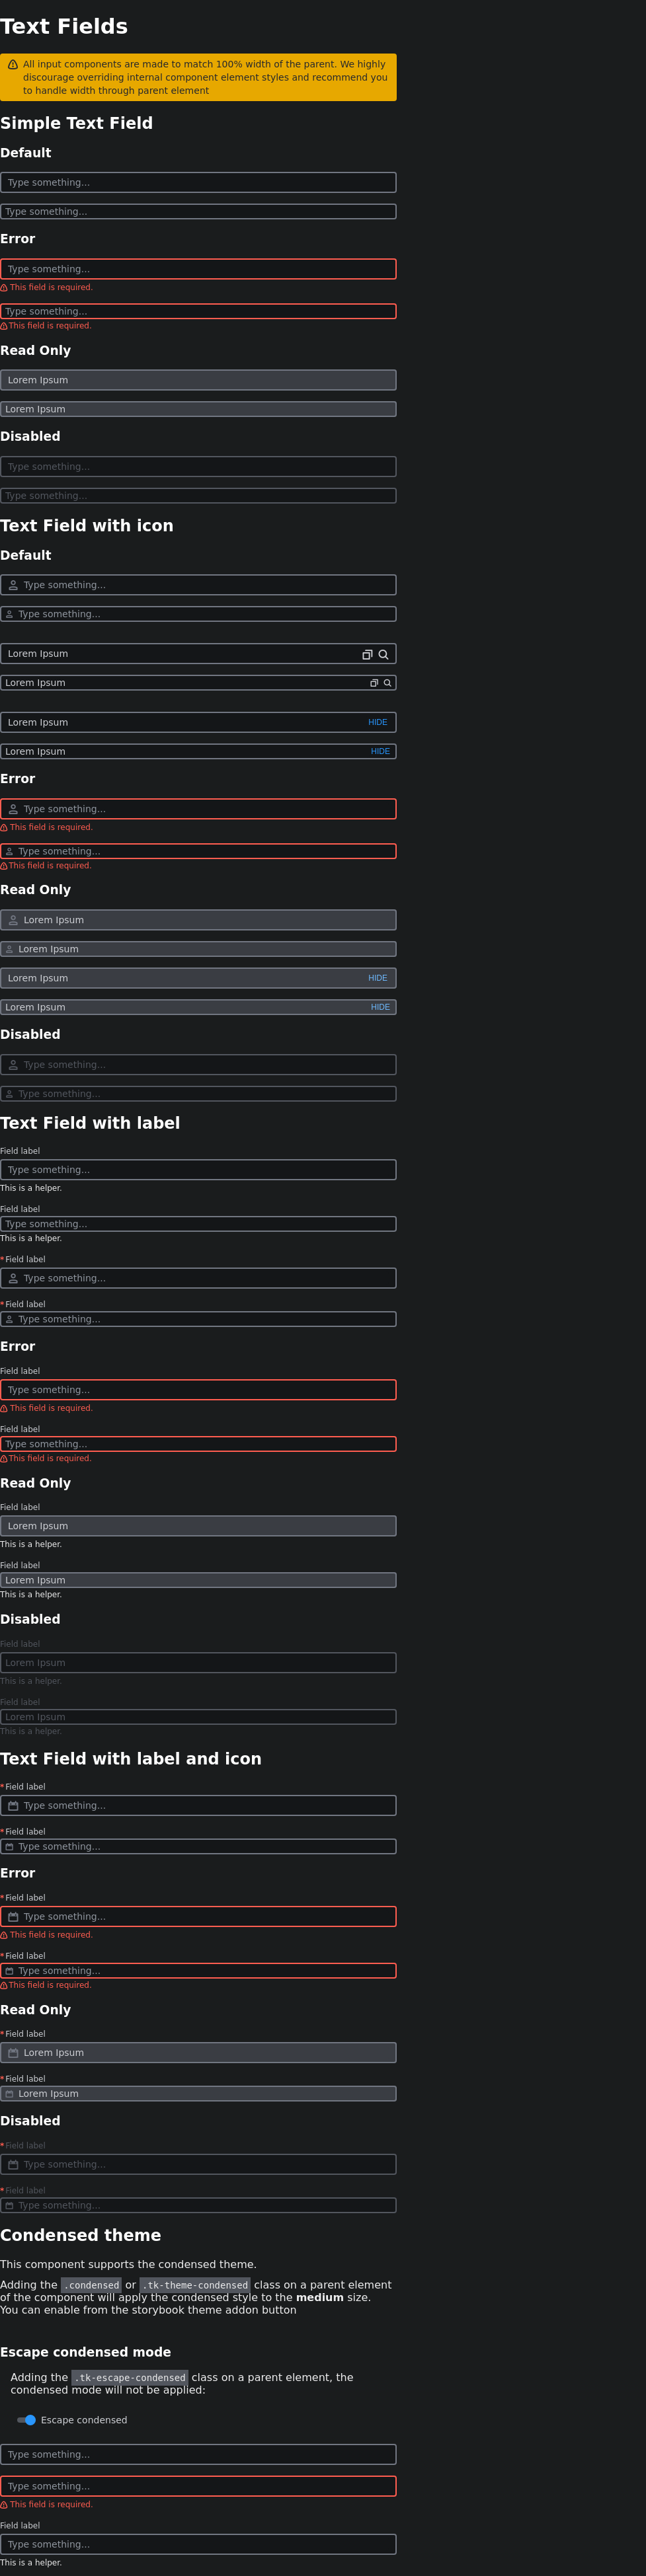 Text Fields
All input components are made to match 100% width of the parent. We highly
discourage overriding internal component element styles and recommend you
to handle width through parent element
Simple Text Field
Default
Type something...
Type something...
Error
Type something...
This field is required.
Type something...
This field is required.
Read Only
Lorem Ipsum
Lorem Ipsum
Disabled
Type something...
Type something...
Text Field with icon
Default
Type something...
Type something...
Lorem Ipsum
Lorem Ipsum
Lorem Ipsum HIDE
Lorem Ipsum HIDE
Error
Type something...
This field is required.
Type something...
This field is required.
Read Only
Lorem Ipsum
Lorem Ipsum
Lorem Ipsum HIDE
Lorem Ipsum HIDE
Disabled
Type something...
Type something...
Text Field with label
Field label
Type something...
This is a helper.
Field label
Type something...
This is a helper.
* Field label
Type something...
* Field label
Type something...
Error
Field label
Type something...
This field is required.
Field label
Type something...
This field is required.
Read Only
Field label
Lorem Ipsum
This is a helper.
Field label
Lorem Ipsum
This is a helper.
Disabled
Field label
Lorem Ipsum
This is a helper.
Field label
Lorem Ipsum
This is a helper.
Text Field with label and icon
* Field label
Type something...
* Field label
Type something...
Error
* Field label
Type something...
This field is required.
* Field label
Type something...
This field is required.
Read Only
* Field label
Lorem Ipsum
* Field label
Lorem Ipsum
Disabled
* Field label
Type something...
* Field label
Type something...
Condensed theme
This component supports the condensed theme.
Adding the .condensed or .tk-theme-condensed class on a parent element
of the component will apply the condensed style to the medium size.
You can enable from the storybook theme addon button
Escape condensed mode
Adding the .tk-escape-condensed class on a parent element, the
condensed mode will not be applied:
Escape condensed
Type something...
Type something...
This field is required.
Field label
Type something...
This is a helper.